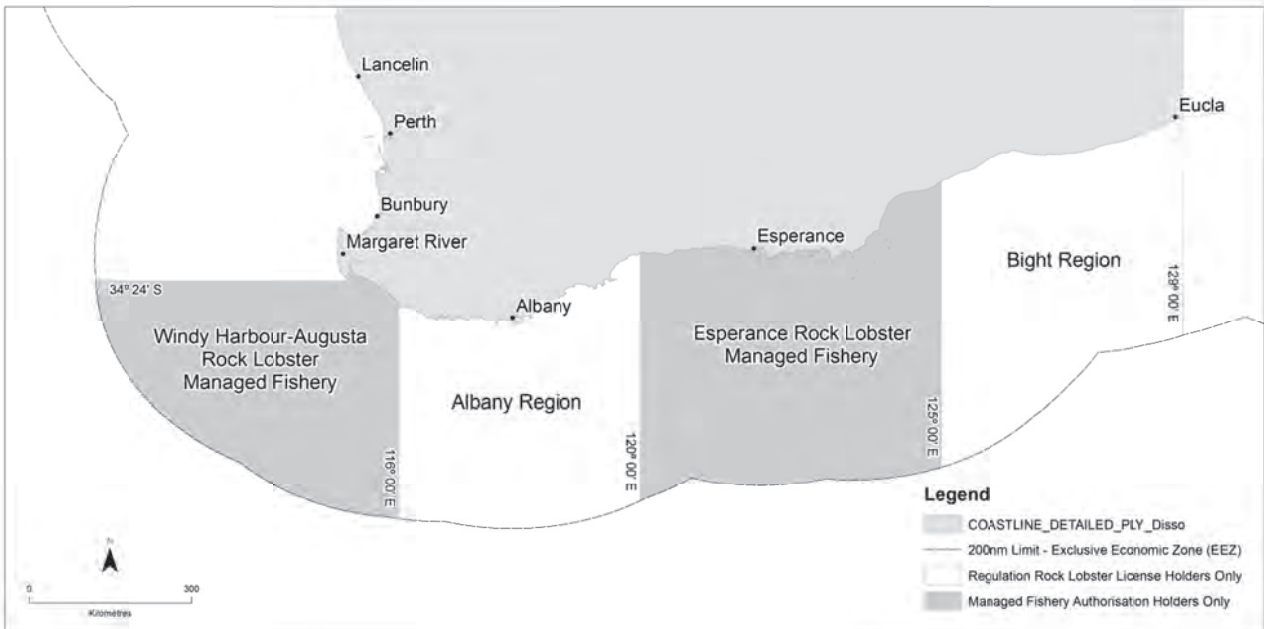 Lancelin
Perth
Bunbury
Margaret River
Eucla
Esperance
Albany
34° 24' S
Windy Harbour-Augusta
Rock Lobster
Managed Fishery
Albany Region
Esperance Rock Lobster
Managed Fishery
Bight Region
116° 00' E
120° 00' E
125° 00' E
129° 00' E
Legend
COASTLINE_DETAILED_PLY_Disso
200nm Limit - Exclusive Economic Zone (EEZ)
Regulation Rock Lobster License Holders Only
Managed Fishery Authorisation Holders Only
N
0 300
Kilometres